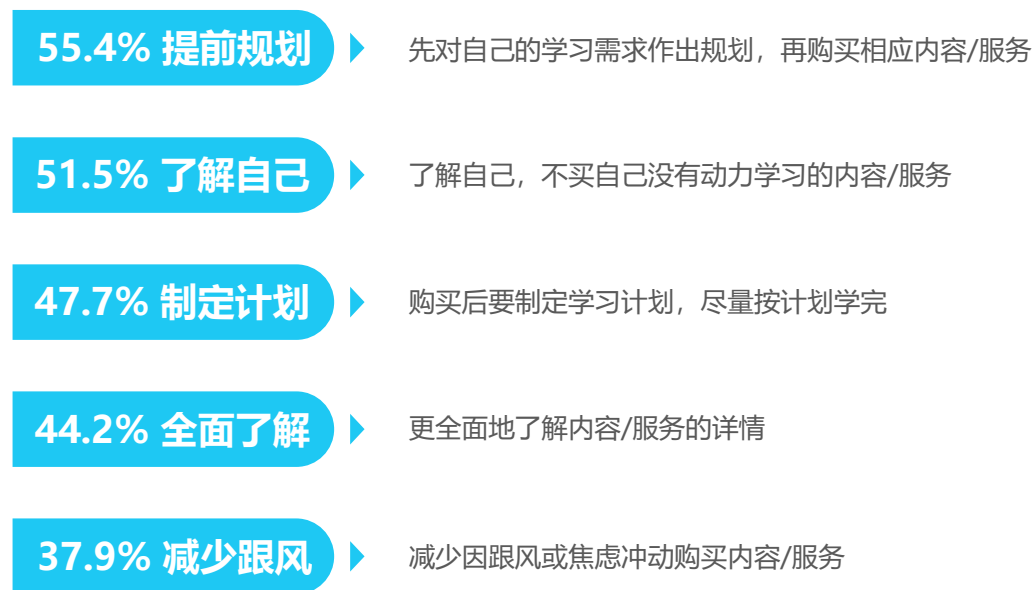 55.4% 提前规划
先对自己的学习需求作出规划，再购买相应内容/服务
51.5% 了解自己
了解自己，不买自己没有动力学习的内容/服务
47.7% 制定计划
购买后要制定学习计划，尽量按计划学完
44.2% 全面了解
更全面地了解内容/服务的详情
37.9% 减少跟风
减少因跟风或焦虑冲动购买内容/服务